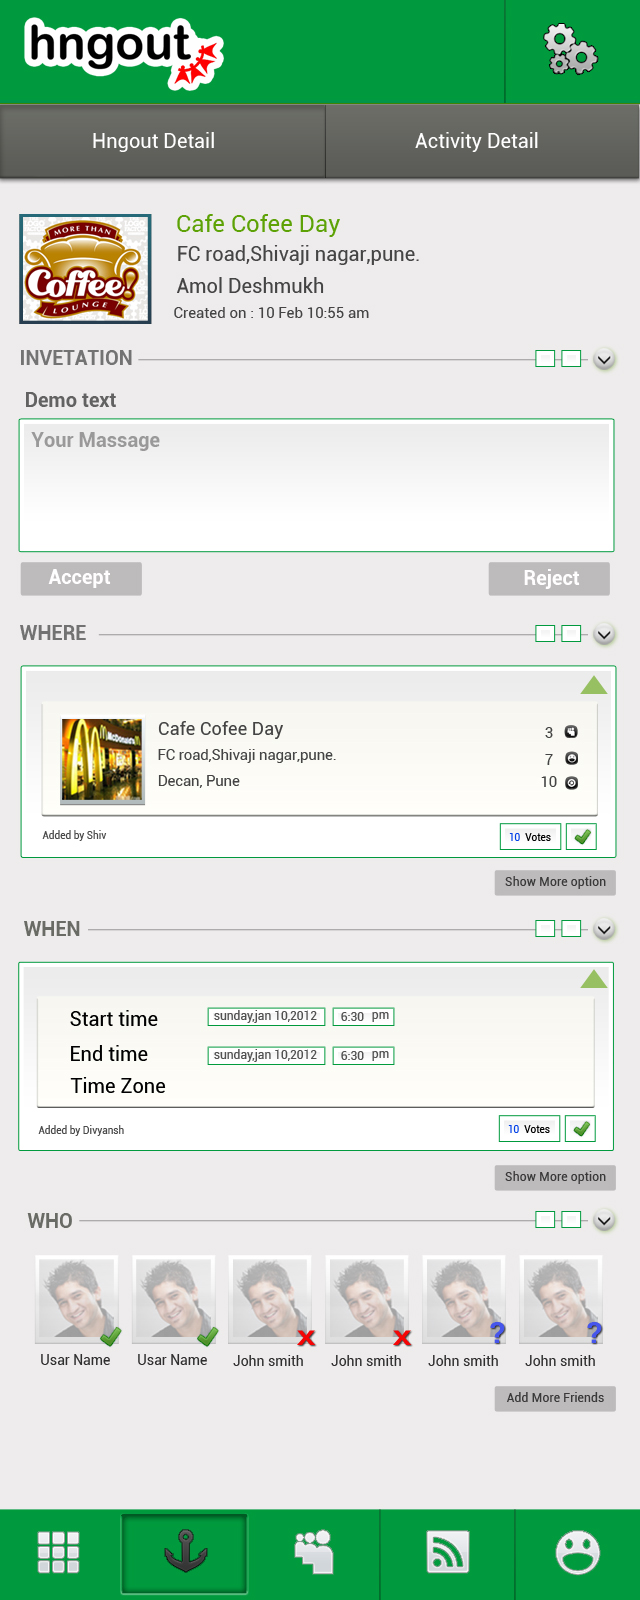 hngout
Hngout Detail
Activity Detail
MORE THAN
Coffee!
LOUNGE
Cafe Cofee Day
FC road,Shivaji nagar,pune.
Amol Deshmukh
Created on : 10 Feb 10:55 am
INVETATION
Demo text
Your Massage
Accept
Reject
WHERE
McDonald's
Cafe Cofee Day
FC road,Shivaji nagar,pune.
Decan, Pune
3
7
10
Added by Shiv
10 Votes
Show More option
WHEN
Start time
sunday,jan 10,2012
6:30 pm
End time
sunday,jan 10,2012
6:30 pm
Time Zone
Added by Divyansh
10 Votes
Show More option
WHO
?
?
Usar Name
Usar Name
John smith
John smith
John smith
John smith
Add More Friends